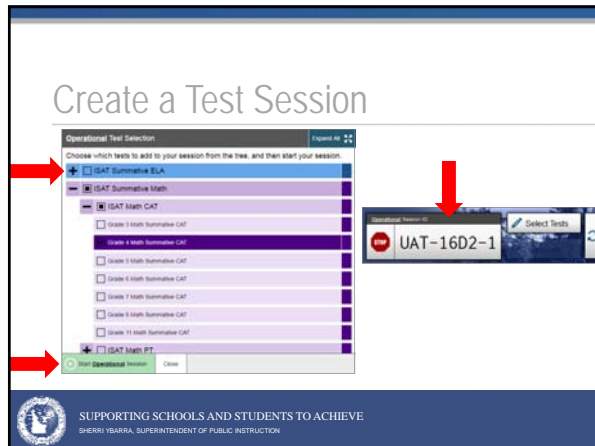 Create a Test Session
Operational Test Selection
Expand All
Choose which tests to add to your session from the tree, and then start your session.
ISAT Summative ELA
ISAT Summative Math
ISAT Math CAT
Grade 3 Math Summative CAT
Grade 4 Math Summative CAT
Grade 5 Math Summative CAT
Grade 6 Math Summative CAT
Grade 7 Math Summative CAT
Grade 8 Math Summative CAT
Grade 11 Math Summative CAT
ISAT Math PT
Start Operational Session
Close
Operational Session ID
STOP
UAT-16D2-1
Select Tests
SUPPORTING SCHOOLS AND STUDENTS TO ACHIEVE
SHERRI YBARRA, SUPERINTENDENT OF PUBLIC INSTRUCTION